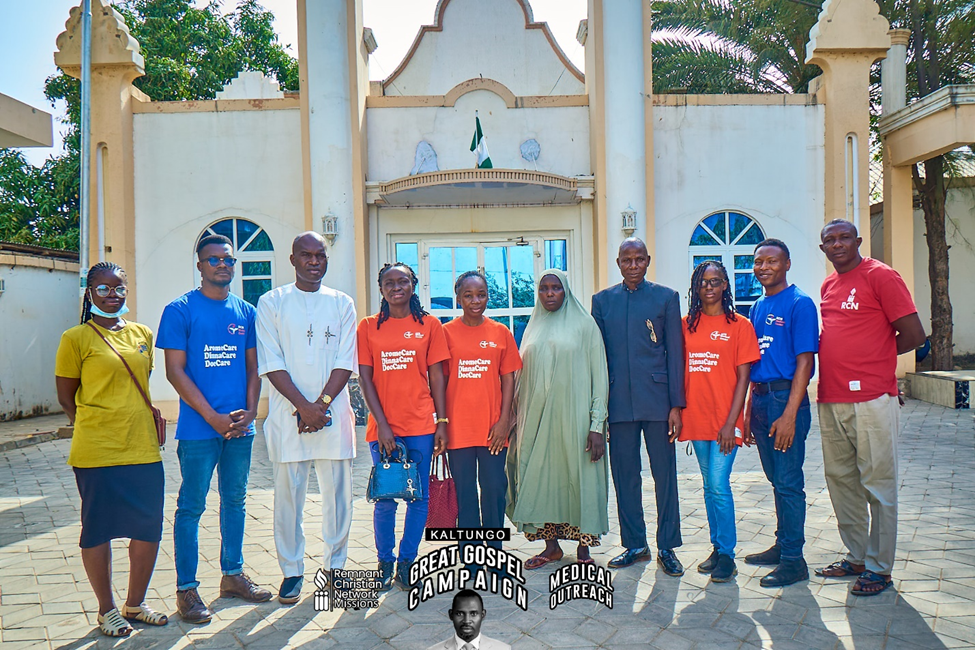 AromeCare
DinnaCare
DocCare
AromeCare
DinnaCare
DocCare
AromeCare
DinnaCare
DocCare
AromeCare
DinnaCare
DocCare
RCN
KALTUNGO
GREAT GOSPEL
CAMPAIGN
Remnant
Christian
Network
Missions
MEDICAL
OUTREACH